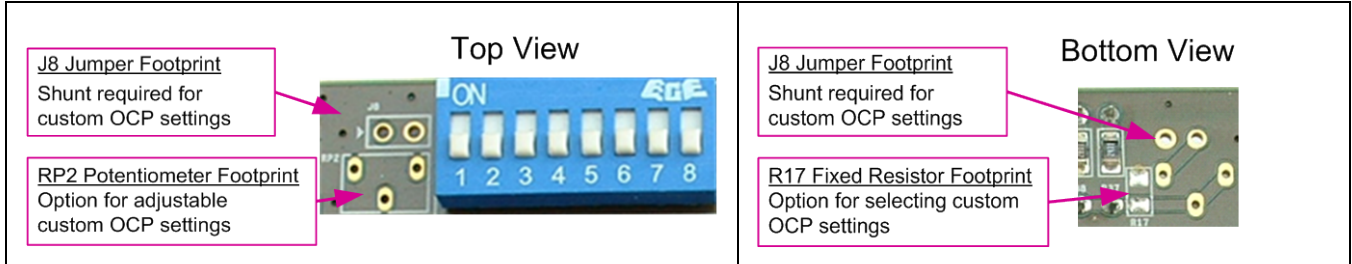 Top View
J8 Jumper Footprint
Shunt required for
custom OCP settings
RP2 Potentiometer Footprint
Option for adjustable
custom OCP settings
J8
RP2
ON
ECE
1 2 3 4 5 6 7 8
Bottom View
J8 Jumper Footprint
Shunt required for
custom OCP settings
R17 Fixed Resistor Footprint
Option for selecting custom
OCP settings
R17